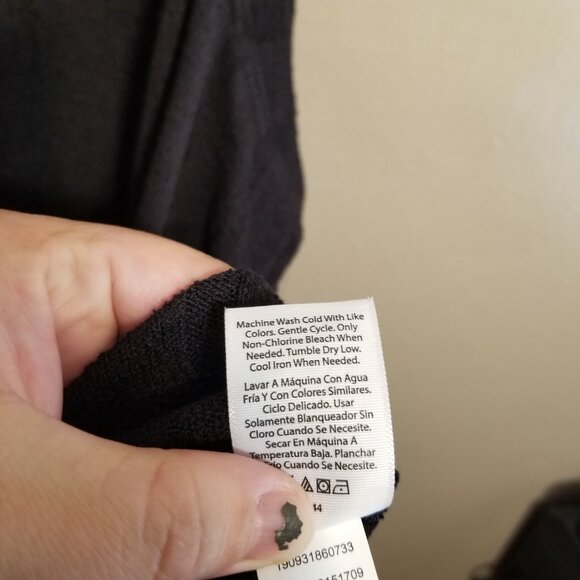 Machine Wash Cold With Like
Colors. Gentle Cycle. Only
Non-Chlorine Bleach When
Needed. Tumble Dry Low.
Cool Iron When Needed.
Lavar A Máquina Con Agua
Fría Y Con Colores Similares.
Ciclo Delicado. Usar
Solamente Blanqueador Sin
Cloro Cuando Se Necesite.
Secar En Máquina A
Temperatura Baja. Planchar
Cuando Se Necesite.
190931860733